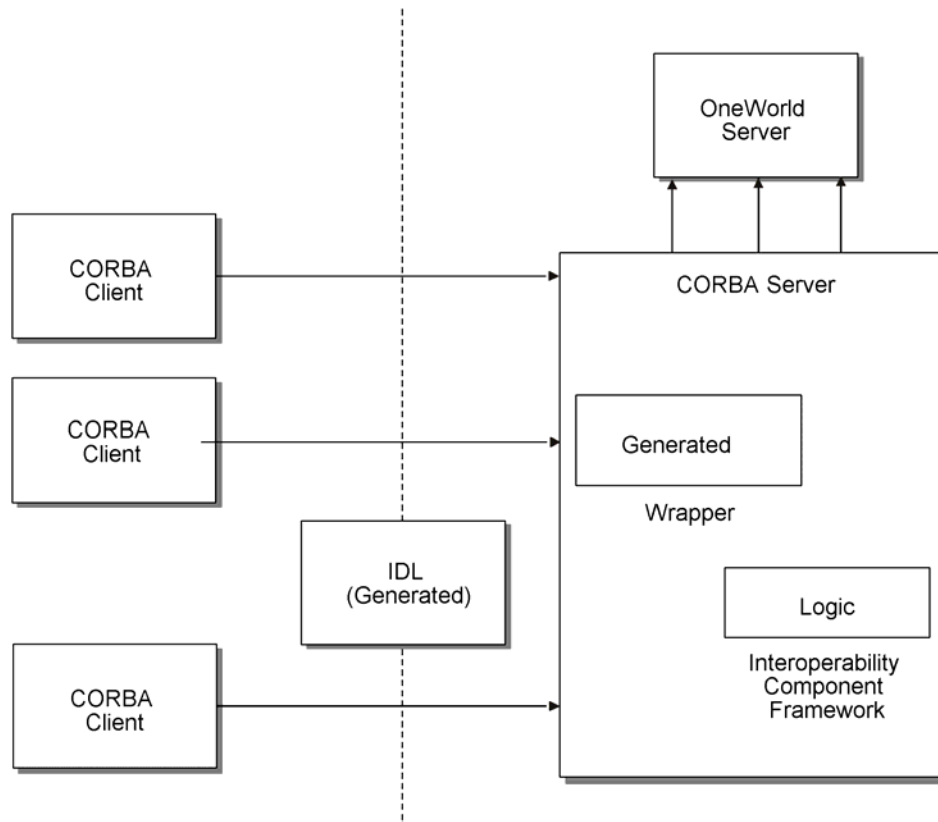 OneWorld
Server
CORBA
Client
CORBA Server
CORBA
Client
Generated
Wrapper
IDL
(Generated)
Logic
Interoperability
Component
Framework
CORBA
Client